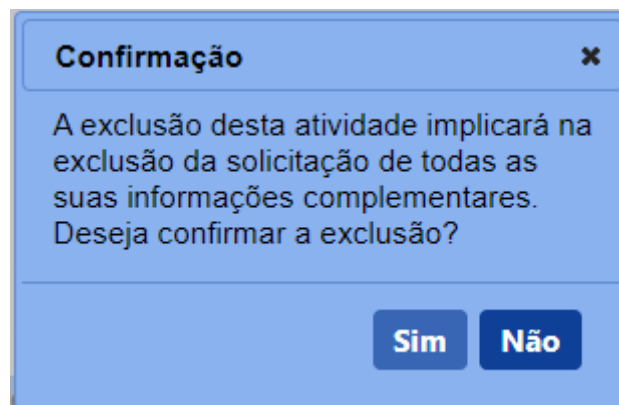 Confirmação
A exclusão desta atividade implicará na
exclusão da solicitação de todas as
suas informações complementares.
Deseja confirmar a exclusão?
Sim Não